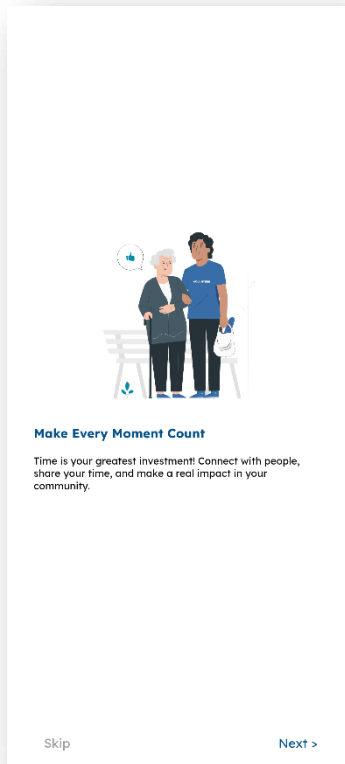 Make Every Moment Count
Time is your greatest investment! Connect with people,
share your time, and make a real impact in your
community.
Skip
Next >